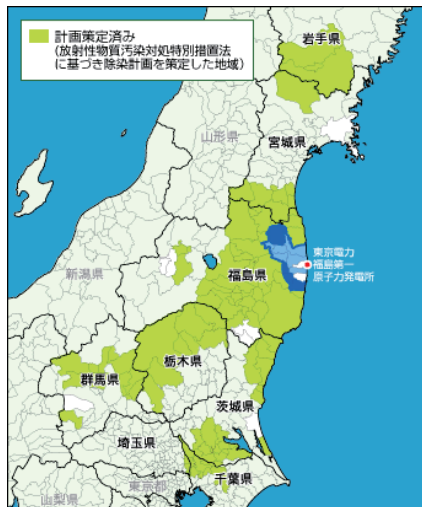 計画策定済み
(放射性物質汚染対処特別措置法
に基づき除染計画を策定した地域)
岩手県
山形県
宮城県
東京電力
福島第一
原子力発電所
新潟県
福島県
栃木県
群馬県
茨城県
埼玉県
東京都
千葉県
山梨県